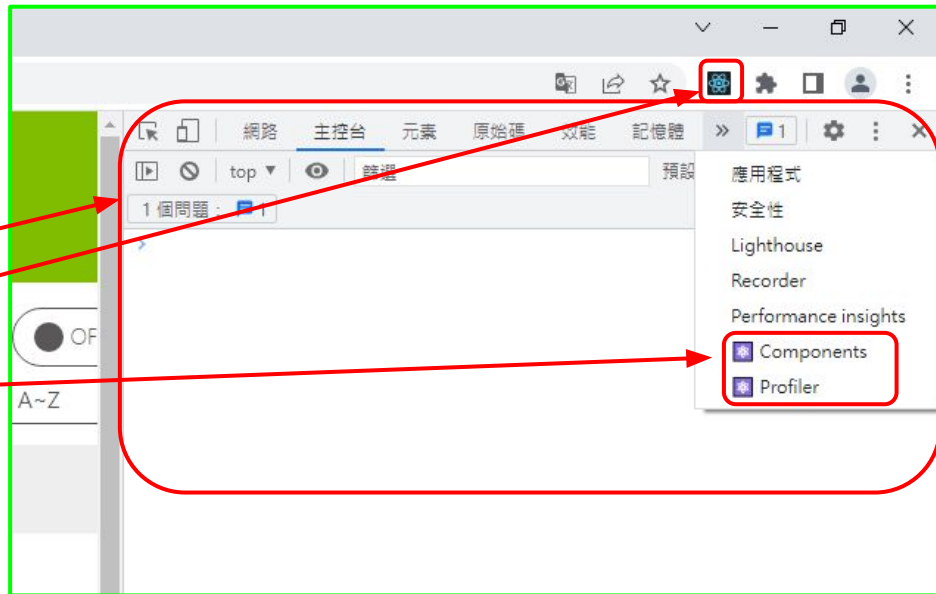 網路 主控台 元素 原始碼 效能 記憶體 » 1
top ▼ 篩選 預設
1 個問題： 1
›
應用程式
安全性
Lighthouse
Recorder
Performance insights
Components
Profiler
OF
A~Z